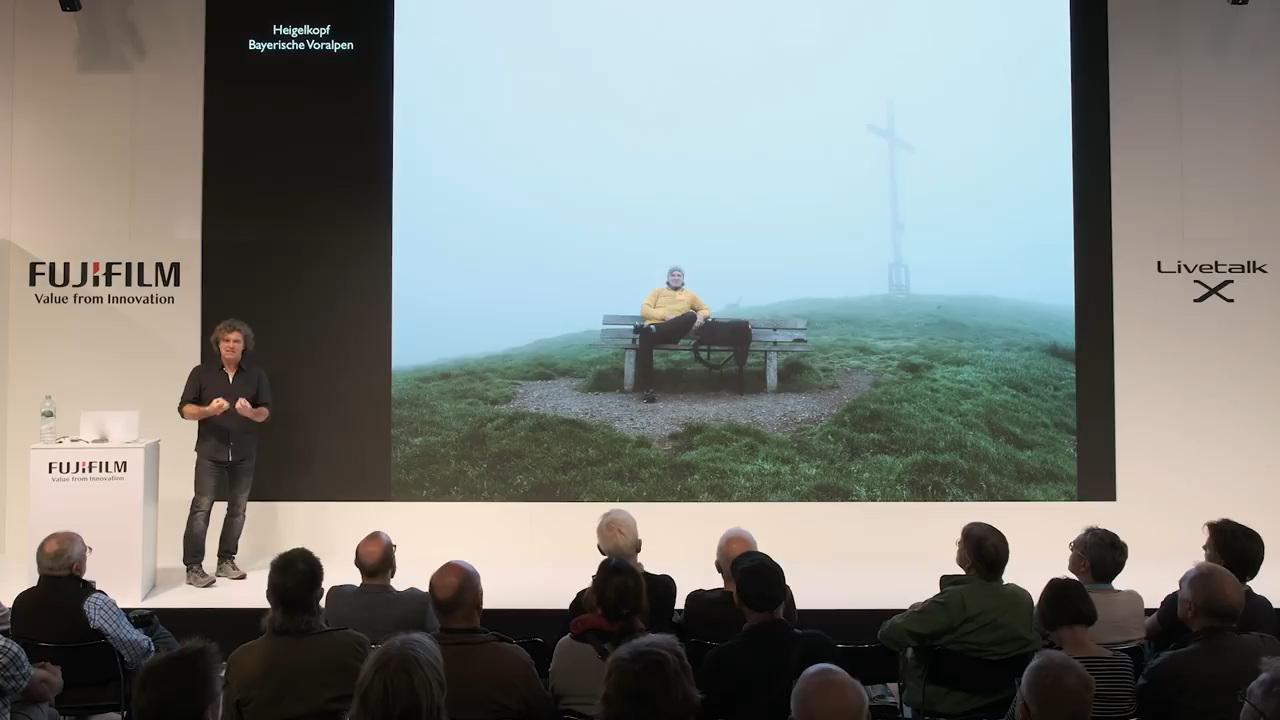 Heigelkopf
Bayerische Voralpen
FUJIFILM
Value from Innovation
Livetalk
X
FUJIFILM
Value from Innovation